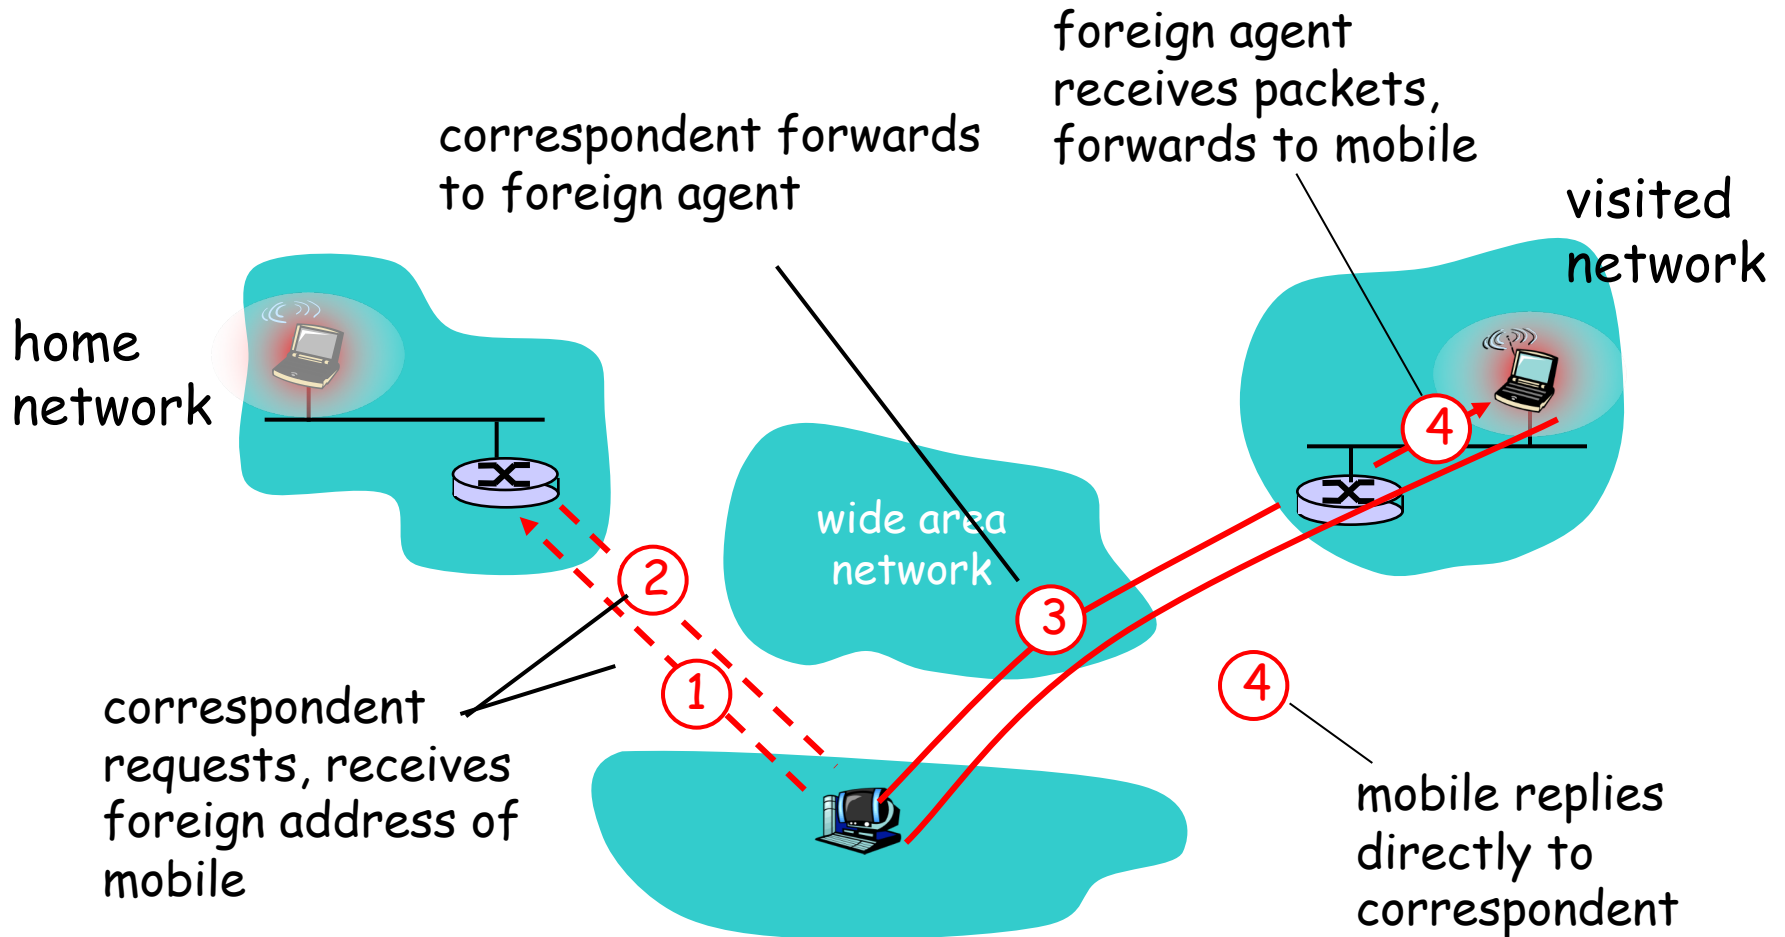 foreign agent
receives packets,
forwards to mobile
correspondent forwards
to foreign agent
visited
network
home
network
4
wide area
network
2
3
1
4
correspondent
requests, receives
foreign address of
mobile
mobile replies
directly to
correspondent